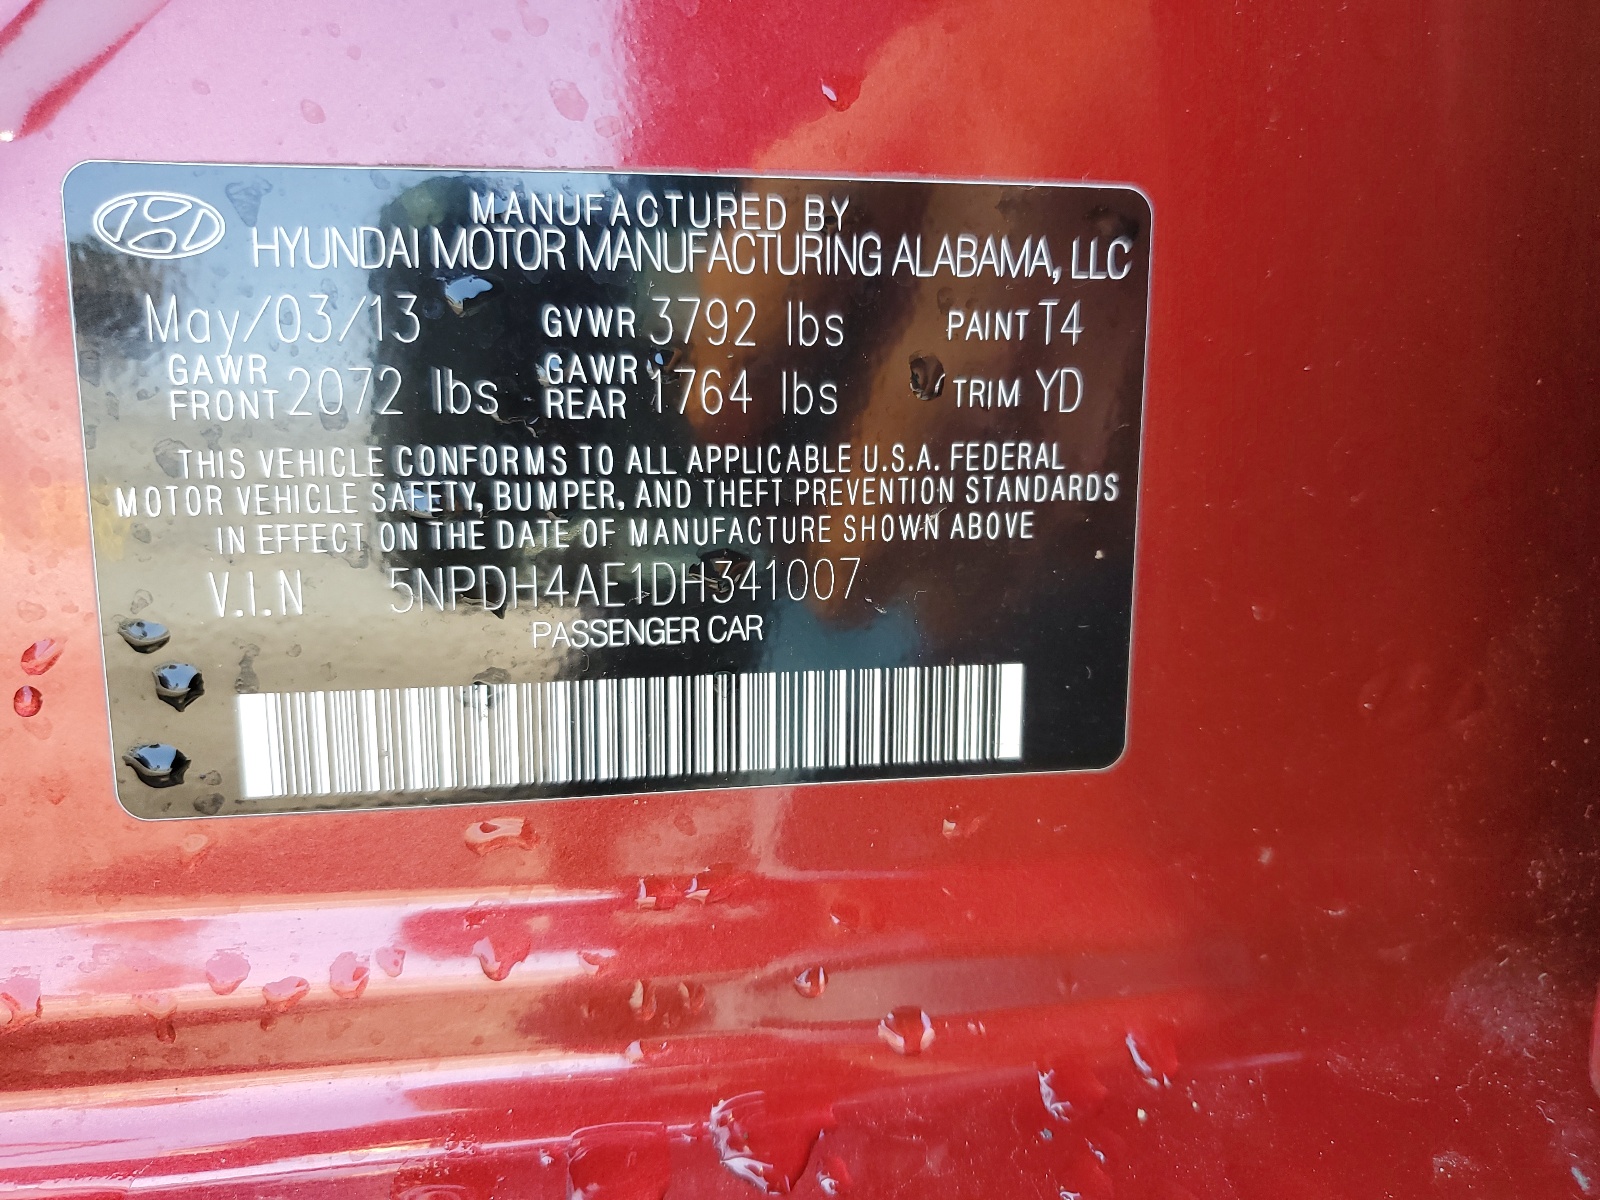 MANUFACTURED BY
HYUNDAI MOTOR MANUFACTURING ALABAMA, LLC
May/03/13 GVWR 3792 lbs PAINT T4
GAWR FRONT 2072 lbs GAWR REAR 1764 lbs TRIM YD
THIS VEHICLE CONFORMS TO ALL APPLICABLE U.S.A. FEDERAL
MOTOR VEHICLE SAFETY, BUMPER, AND THEFT PREVENTION STANDARDS
IN EFFECT ON THE DATE OF MANUFACTURE SHOWN ABOVE
V.I.N 5NPDH4AE1DH341007
PASSENGER CAR